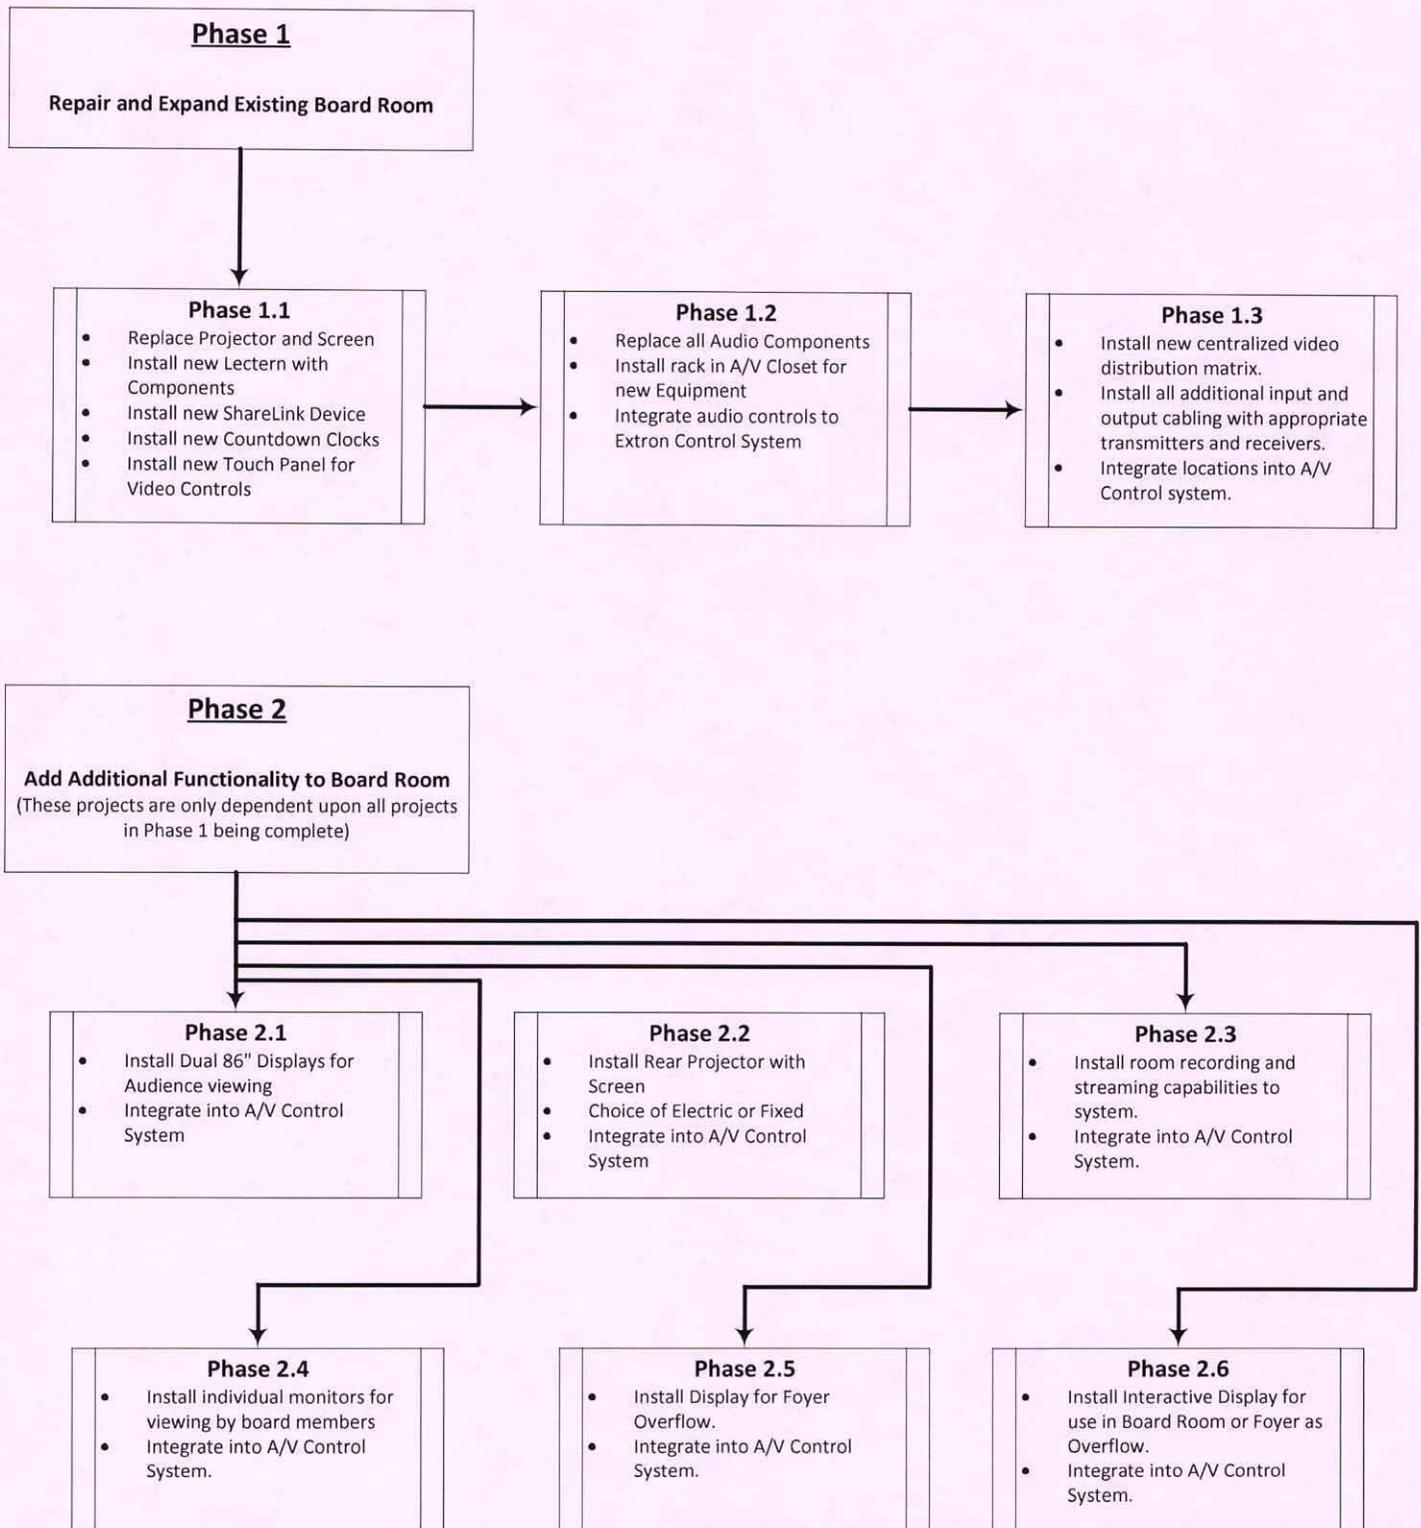 Phase 1
Repair and Expand Existing Board Room
Phase 1.1
• Replace Projector and Screen
• Install new Lectern with
Components
• Install new ShareLink Device
• Install new Countdown Clocks
• Install new Touch Panel for
Video Controls
Phase 1.2
• Replace all Audio Components
• Install rack in A/V Closet for
new Equipment
• Integrate audio controls to
Extron Control System
Phase 1.3
• Install new centralized video
distribution matrix.
• Install all additional input and
output cabling with appropriate
transmitters and receivers.
• Integrate locations into A/V
Control system.
Phase 2
Add Additional Functionality to Board Room
(These projects are only dependent upon all projects
in Phase 1 being complete)
Phase 2.1
• Install Dual 86" Displays for
Audience viewing
• Integrate into A/V Control
System
Phase 2.2
• Install Rear Projector with
Screen
• Choice of Electric or Fixed
• Integrate into A/V Control
System
Phase 2.3
• Install room recording and
streaming capabilities to
system.
• Integrate into A/V Control
System.
Phase 2.4
• Install individual monitors for
viewing by board members
• Integrate into A/V Control
System.
Phase 2.5
• Install Display for Foyer
Overflow.
• Integrate into A/V Control
System.
Phase 2.6
• Install Interactive Display for
use in Board Room or Foyer as
Overflow.
• Integrate into A/V Control
System.